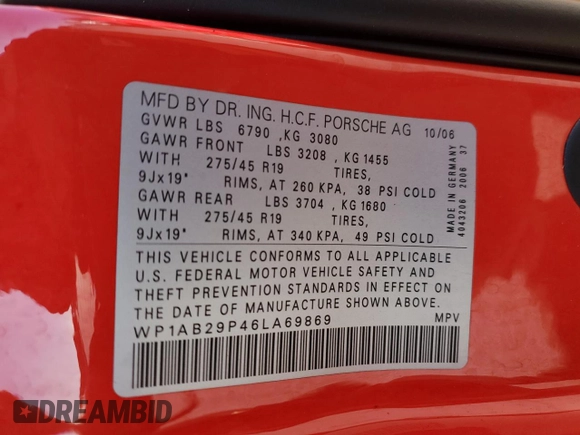 MFD BY DR. ING. H.C.F. PORSCHE AG 10/06
GVWR LBS 6790 , KG 3080
GAWR FRONT LBS 3208 , KG 1455
WITH 275/45 R19 TIRES,
9Jx19" RIMS, AT 260 KPA, 38 PSI COLD
GAWR REAR LBS 3704 , KG 1680
WITH 275/45 R19 TIRES,
9Jx19" RIMS, AT 340 KPA, 49 PSI COLD
THIS VEHICLE CONFORMS TO ALL APPLICABLE
U.S. FEDERAL MOTOR VEHICLE SAFETY AND
THEFT PREVENTION STANDARDS IN EFFECT ON
THE DATE OF MANUFACTURE SHOWN ABOVE.
WP1AB29P46LA69869 MPV
MADE IN GERMANY
4043206 2006 37
DREAMBID